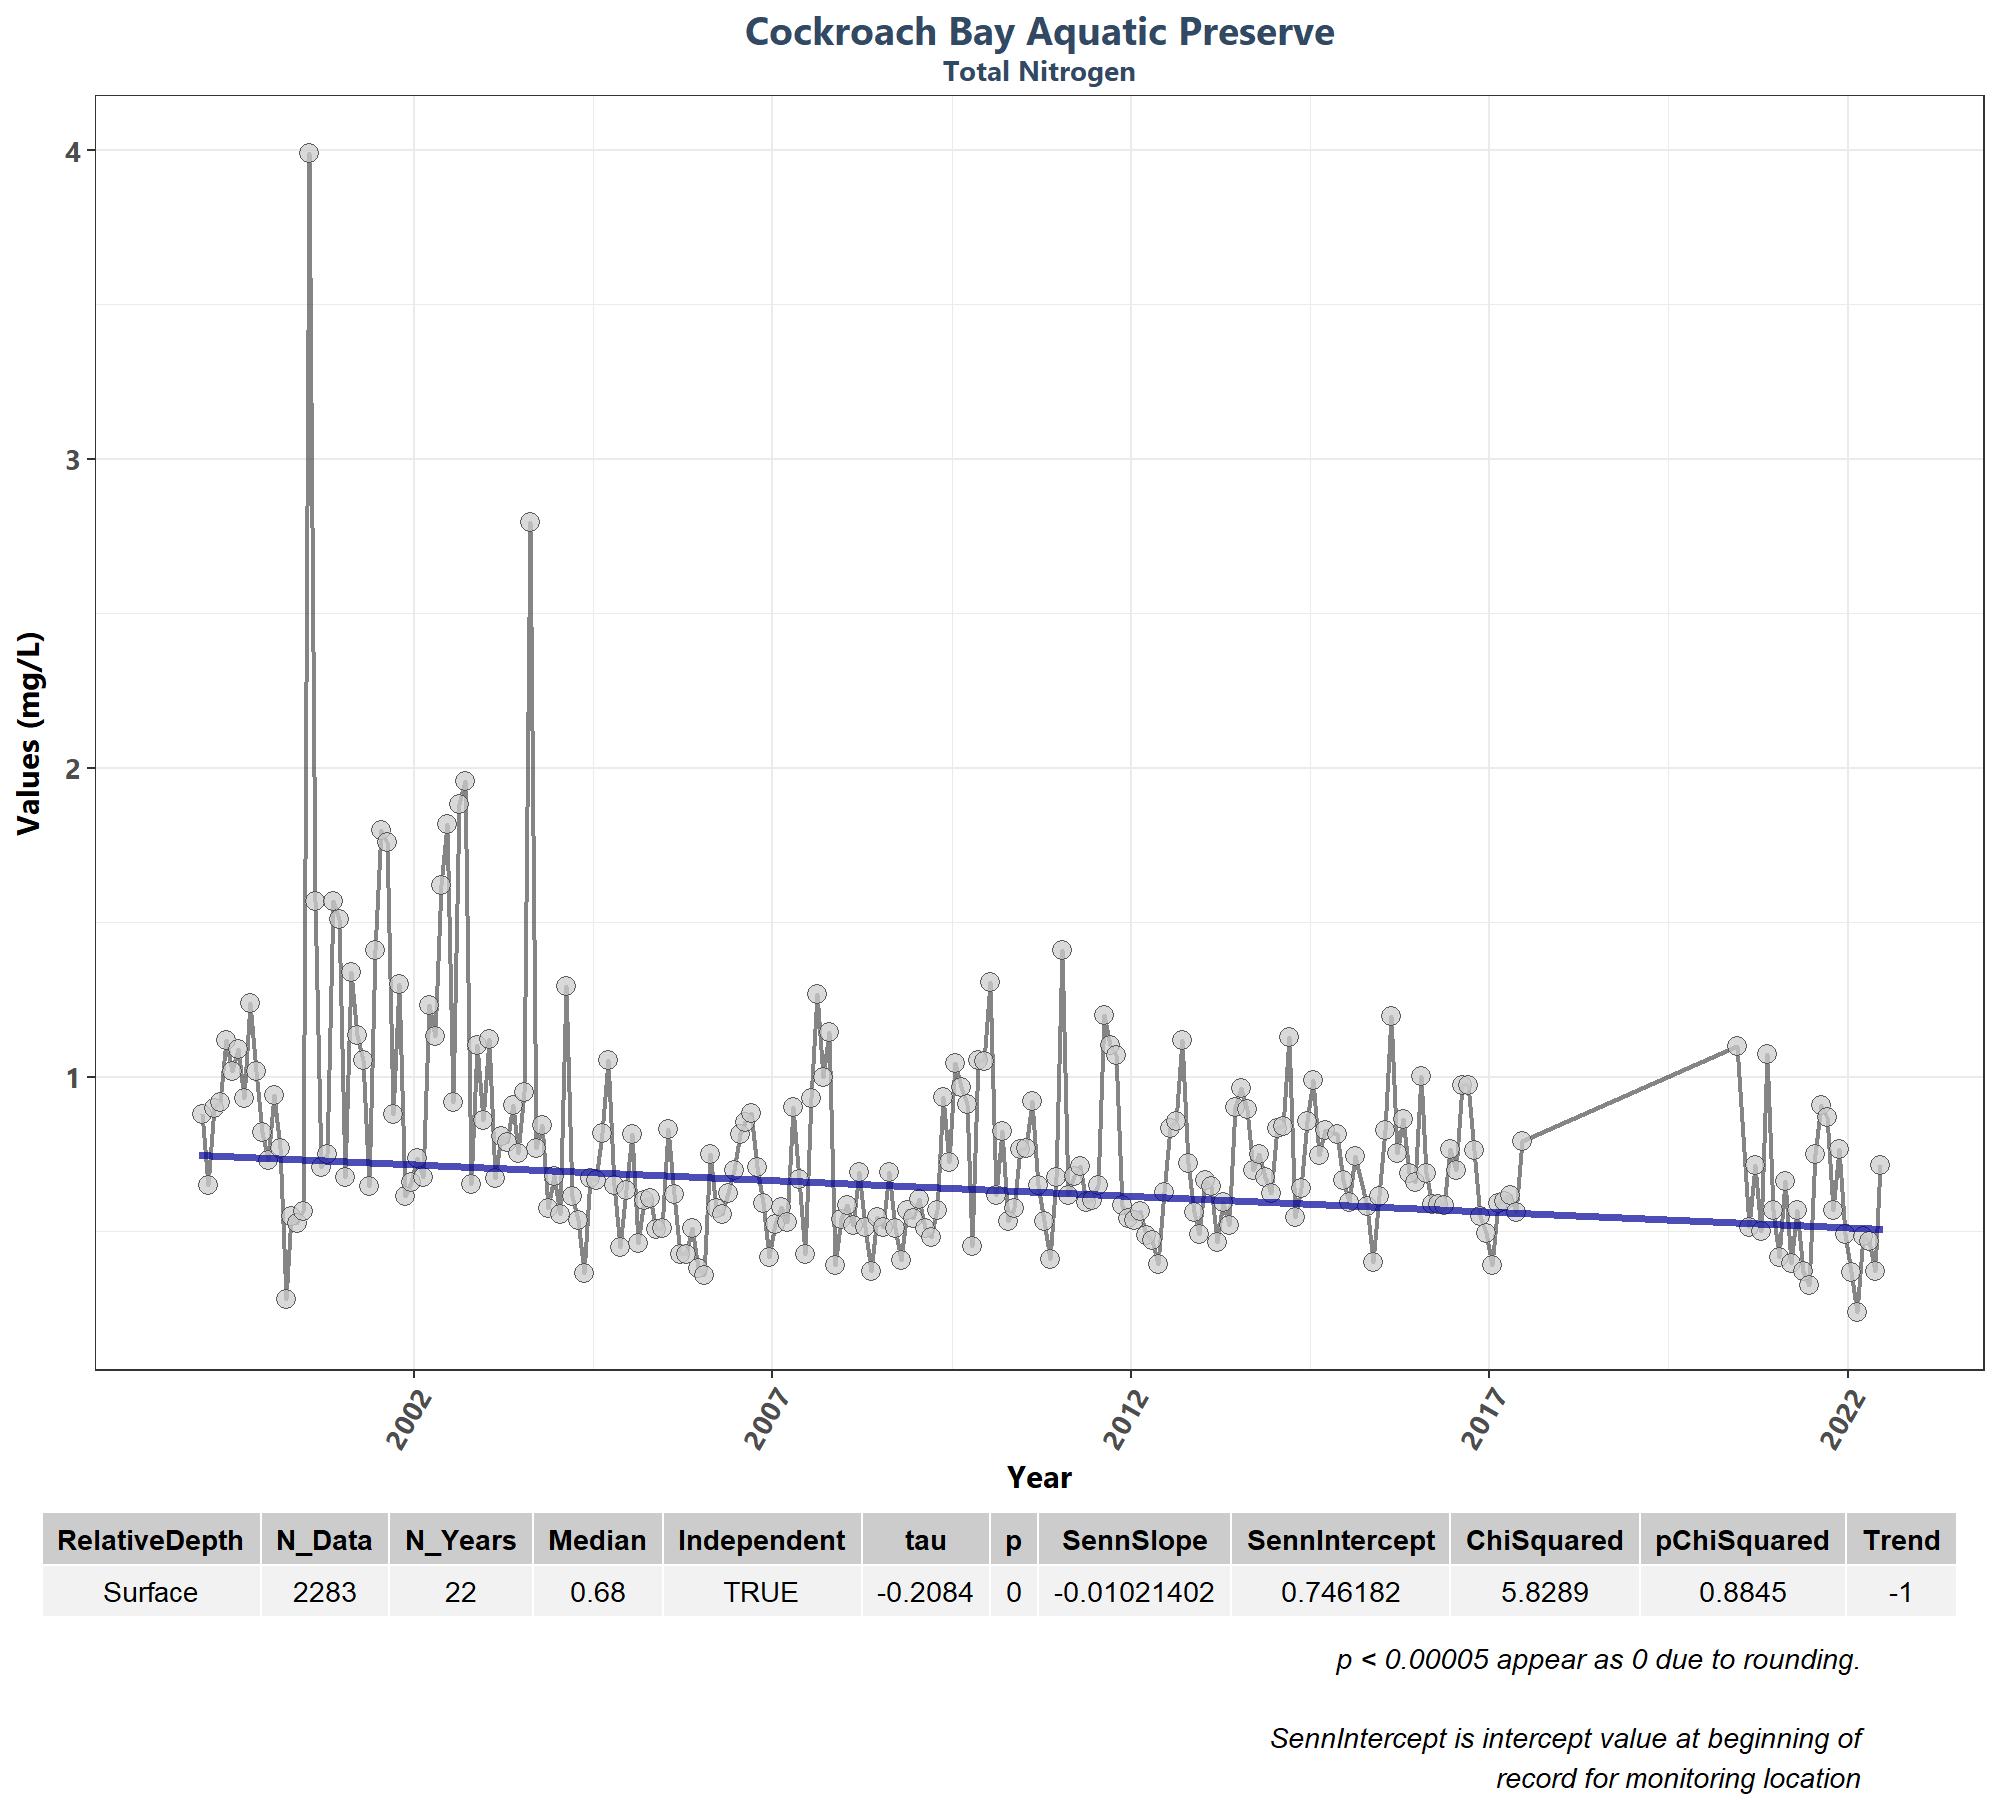 Cockroach Bay Aquatic Preserve
Total Nitrogen
Values (mg/L)
4
3
2
1
2002 2007 2012 2017 2022
Year
RelativeDepth N_Data N_Years Median Independent tau p SennSlope SennIntercept ChiSquared pChiSquared Trend
Surface 2283 22 0.68 TRUE -0.2084 0 -0.01021402 0.746182 5.8289 0.8845 -1
p < 0.00005 appear as 0 due to rounding.
SennIntercept is intercept value at beginning of
record for monitoring location